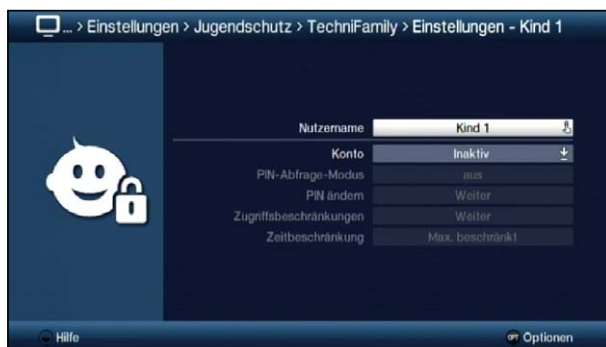 ... > Einstellungen > Jugendschutz > TechniFamily > Einstellungen - Kind 1
Nutzername Kind 1
Konto Inaktiv
PIN-Abfrage-Modus aus
PIN ändern Weiter
Zugriffsbeschränkungen Weiter
Zeitbeschränkung Max. beschränkt
Hilfe OPT Optionen